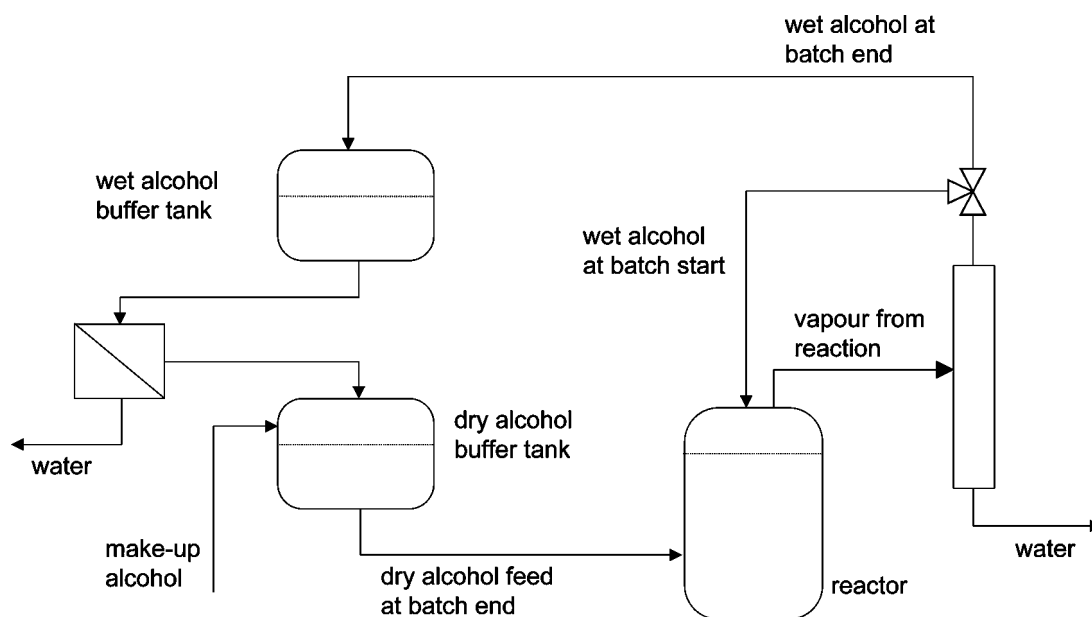 wet alcohol at
batch end
wet alcohol
buffer tank
wet alcohol
at batch start
vapour from
reaction
dry alcohol
buffer tank
water
make-up
alcohol
dry alcohol feed
at batch end
reactor
water